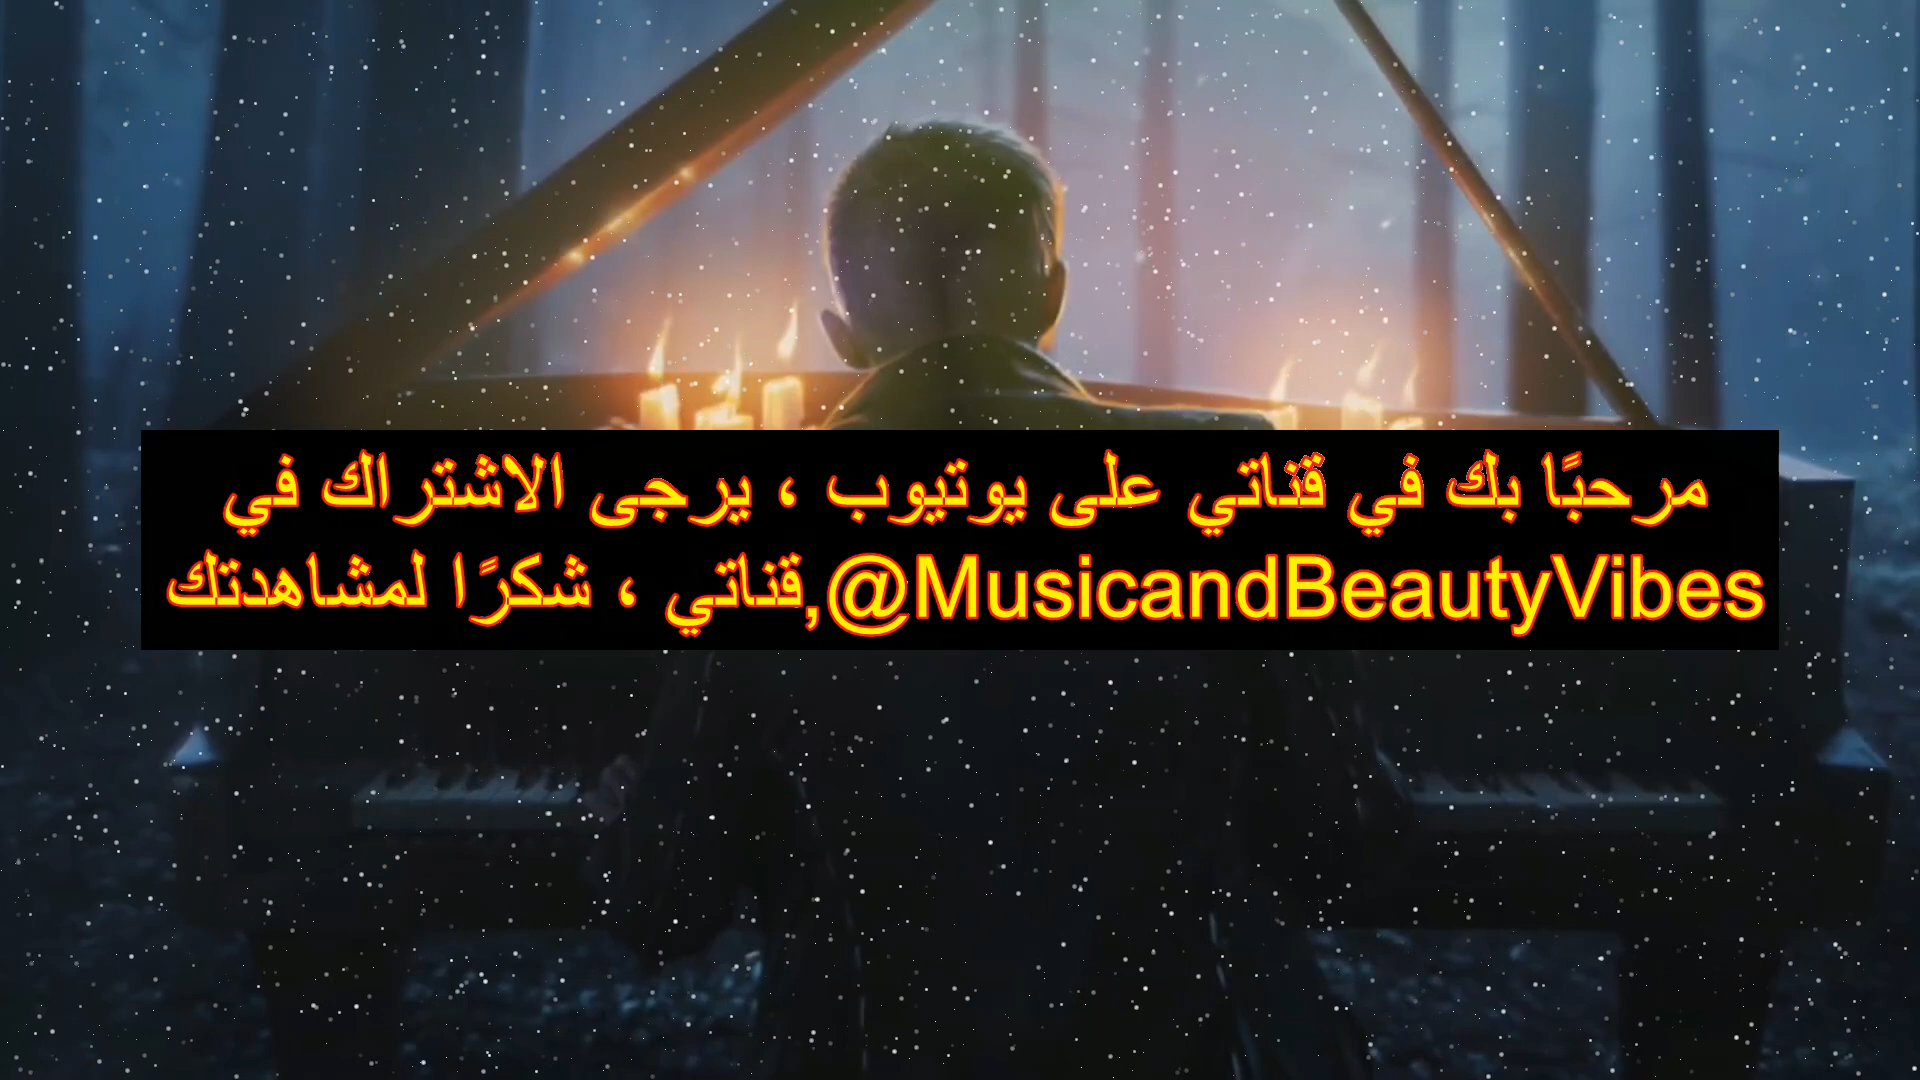 مرحبًا بك في قناتي على يوتيوب ، يرجى الاشتراك في
@MusicandBeautyVibes,قناتي ، شكرًا لمشاهدتك